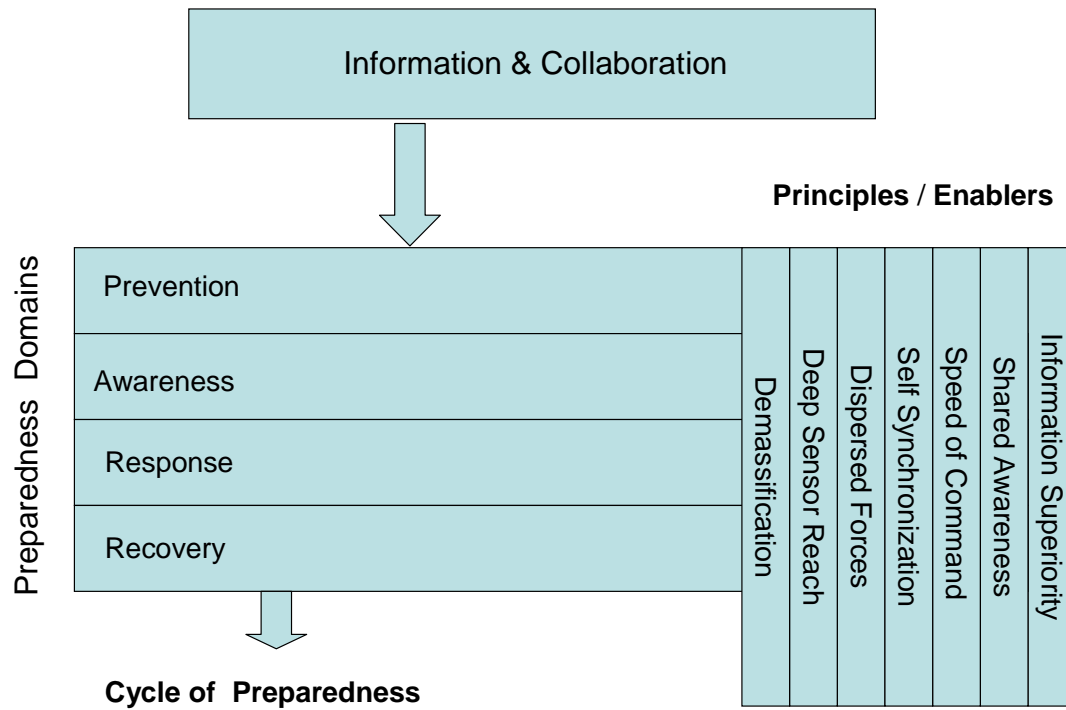 Information & Collaboration
Principles / Enablers
Preparedness Domains
Prevention
Awareness
Response
Recovery
Demassification
Deep Sensor Reach
Dispersed Forces
Self Synchronization
Speed of Command
Shared Awareness
Information Superiority
Cycle of Preparedness